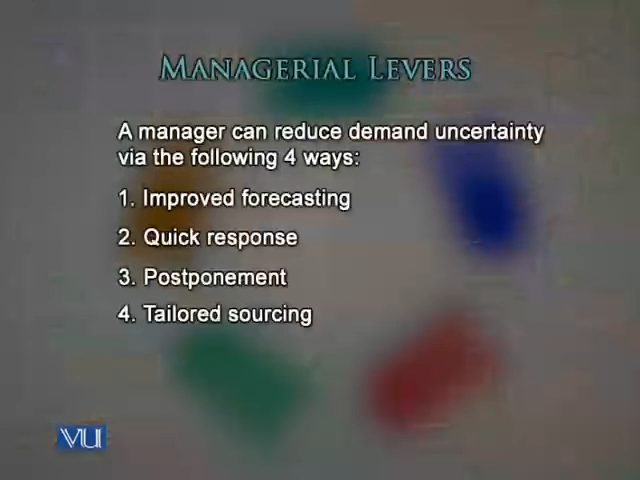 MANAGERIAL LEVERS
A manager can reduce demand uncertainty
via the following 4 ways:
1. Improved forecasting
2. Quick response
3. Postponement
4. Tailored sourcing
VU